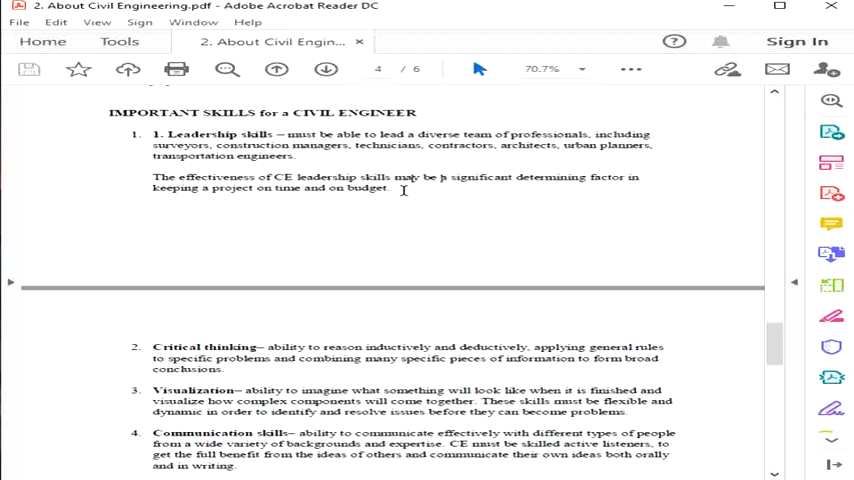 2. About Civil Engineering.pdf - Adobe Acrobat Reader DC
File Edit View Sign Window Help
Home Tools 2. About Civil Engin... × Sign In
4 / 6 70.7%
IMPORTANT SKILLS for a CIVIL ENGINEER
1. 1. Leadership skills – must be able to lead a diverse team of professionals, including
surveyors, construction managers, technicians, contractors, architects, urban planners,
transportation engineers.
The effectiveness of CE leadership skills may be a significant determining factor in
keeping a project on time and on budget.
2. Critical thinking– ability to reason inductively and deductively, applying general rules
to specific problems and combining many specific pieces of information to form broad
conclusions.
3. Visualization– ability to imagine what something will look like when it is finished and
visualize how complex components will come together. These skills must be flexible and
dynamic in order to identify and resolve issues before they can become problems.
4. Communication skills– ability to communicate effectively with different types of people
from a wide variety of backgrounds and expertise. CE must be skilled active listeners, to
get the full benefit from the ideas of others and communicate their own ideas both orally
and in writing.